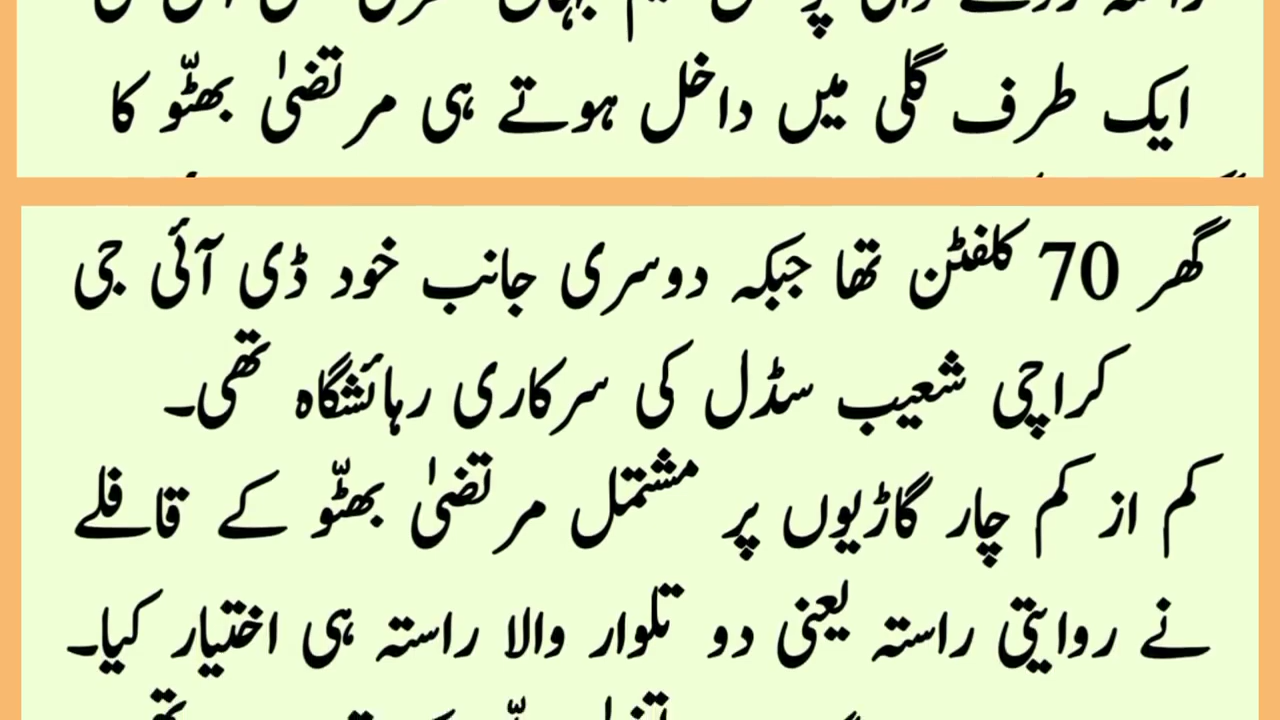 ایک طرف گلی میں داخل ہوتے ہی مرتضیٰ بھٹّو کا
گھر 70 کلفٹن تھا جبکہ دوسری جانب خود ڈی آئی جی
کراچی شعیب سڈل کی سرکاری رہائشگاہ تھی۔
کم از کم چار گاڑیوں پر مشتمل مرتضیٰ بھٹّو کے قافلے
نے روایتی راستہ یعنی دو تلوار والا راستہ ہی اختیار کیا۔